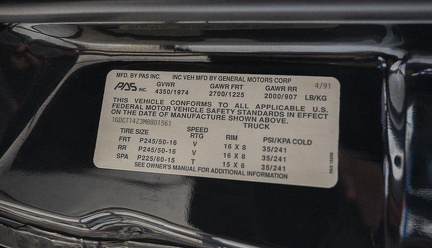 MFD. BY PAS INC. INC VEH MFD BY GENERAL MOTORS CORP 4/91
PAS INC. GVWR GAWR FRT GAWR RR
4350/1974 2700/1225 2000/907 LB/KG
THIS VEHICLE CONFORMS TO ALL APPLICABLE U.S.
FEDERAL MOTOR VEHICLE SAFETY STANDARDS IN EFFECT
ON THE DATE OF MANUFACTURE SHOWN ABOVE.
TRUCK
TIRE SIZE SPEED RTG RIM PSI/KPA COLD
FRT P245/50-16 V 16 X 8 35/241
RR P245/50-16 V 16 X 8 35/241
SPA P225/60-15 T 15 X 6 35/241
SEE OWNER'S MANUAL FOR ADDITIONAL INFORMATION